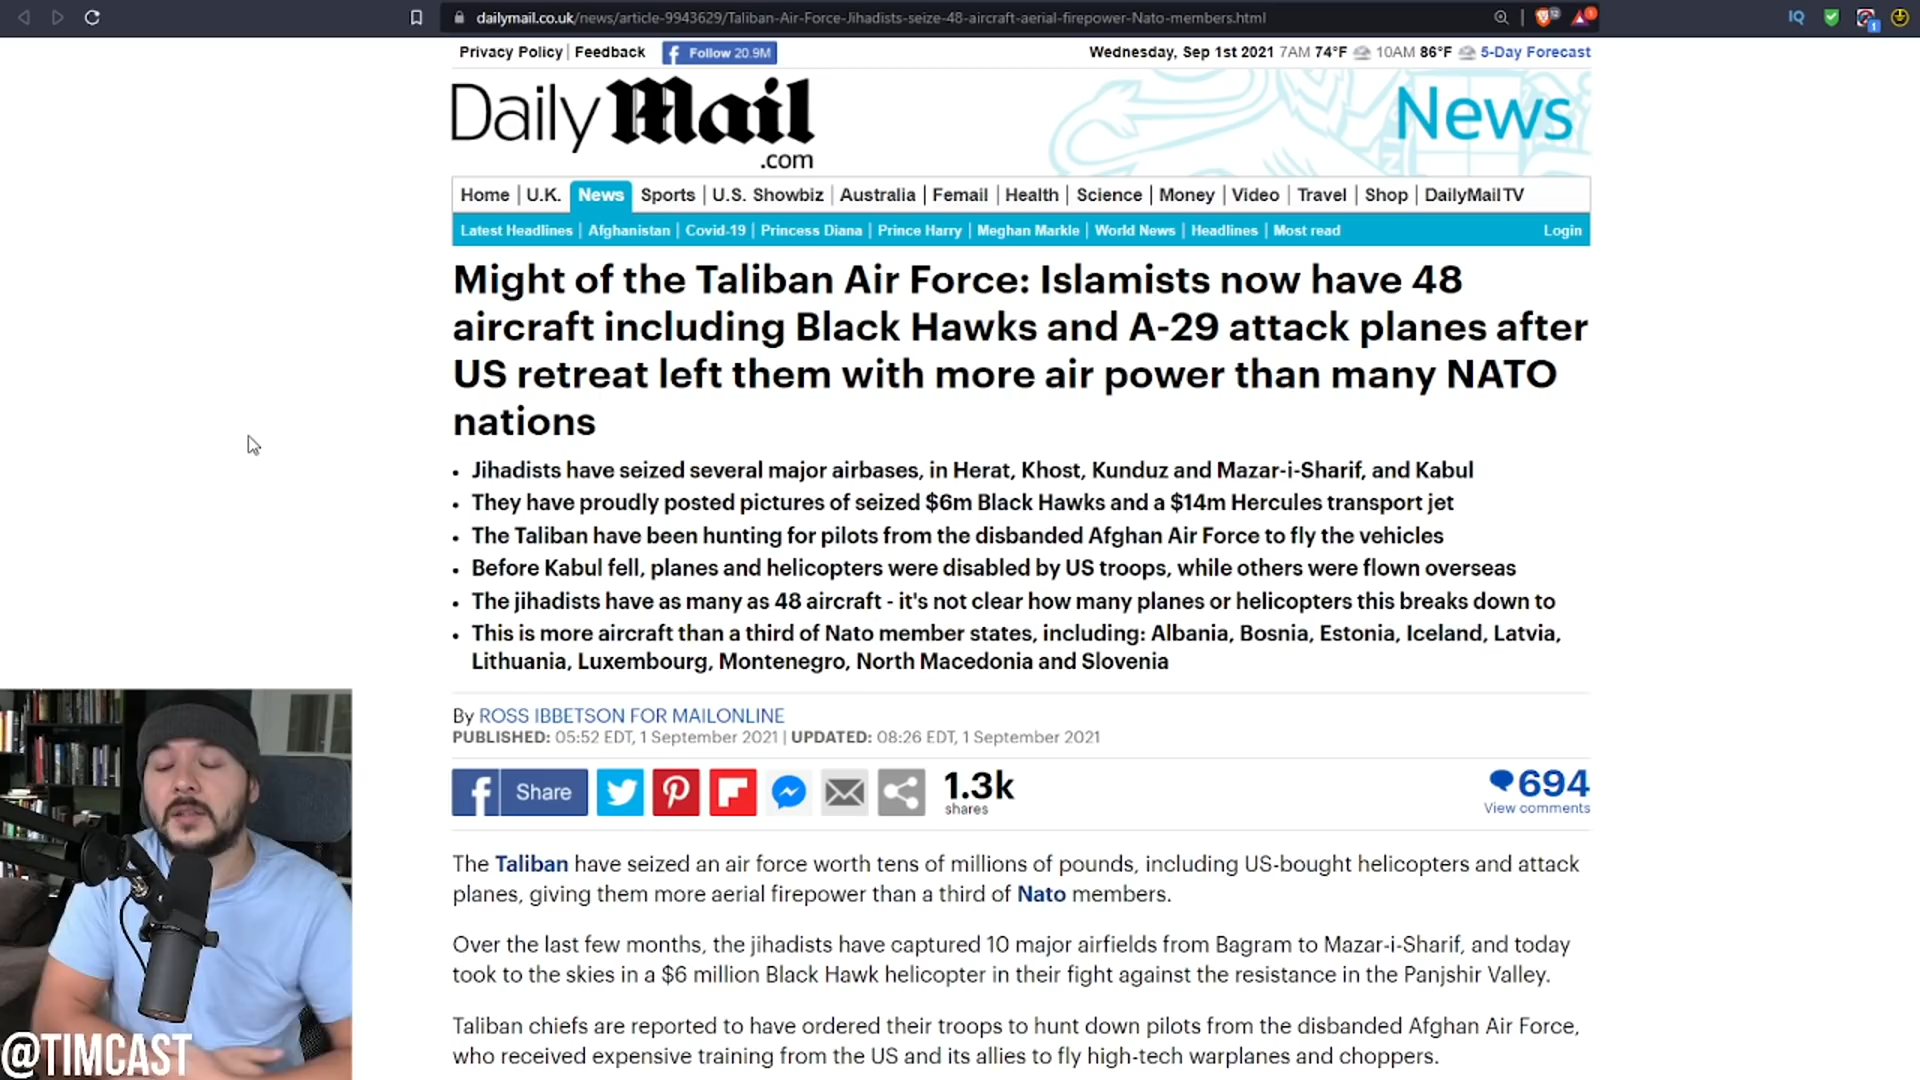 dailymail.co.uk/news/article-9943629/Taliban-Air-Force-Jihadists-seize-48-aircraft-aerial-firepower-Nato-members.html
IQ
1
Privacy Policy | Feedback
Follow 20.9M
Wednesday, Sep 1st 2021 7AM 74°F 10AM 86°F 5-Day Forecast
Daily Mail
.com
News
Home | U.K. News Sports | U.S. Showbiz | Australia | Femail | Health | Science | Money | Video | Travel | Shop | DailyMailTV
Latest Headlines | Afghanistan | Covid-19 | Princess Diana | Prince Harry | Meghan Markle | World News | Headlines | Most read
Login
Might of the Taliban Air Force: Islamists now have 48
aircraft including Black Hawks and A-29 attack planes after
US retreat left them with more air power than many NATO
nations
• Jihadists have seized several major airbases, in Herat, Khost, Kunduz and Mazar-i-Sharif, and Kabul
• They have proudly posted pictures of seized $6m Black Hawks and a $14m Hercules transport jet
• The Taliban have been hunting for pilots from the disbanded Afghan Air Force to fly the vehicles
• Before Kabul fell, planes and helicopters were disabled by US troops, while others were flown overseas
• The jihadists have as many as 48 aircraft - it's not clear how many planes or helicopters this breaks down to
• This is more aircraft than a third of Nato member states, including: Albania, Bosnia, Estonia, Iceland, Latvia,
Lithuania, Luxembourg, Montenegro, North Macedonia and Slovenia
By ROSS IBBETSON FOR MAILONLINE
PUBLISHED: 05:52 EDT, 1 September 2021 | UPDATED: 08:26 EDT, 1 September 2021
Share
1.3k
shares
694
View comments
The Taliban have seized an air force worth tens of millions of pounds, including US-bought helicopters and attack
planes, giving them more aerial firepower than a third of Nato members.
Over the last few months, the jihadists have captured 10 major airfields from Bagram to Mazar-i-Sharif, and today
took to the skies in a $6 million Black Hawk helicopter in their fight against the resistance in the Panjshir Valley.
Taliban chiefs are reported to have ordered their troops to hunt down pilots from the disbanded Afghan Air Force,
who received expensive training from the US and its allies to fly high-tech warplanes and choppers.
@TIMCAST